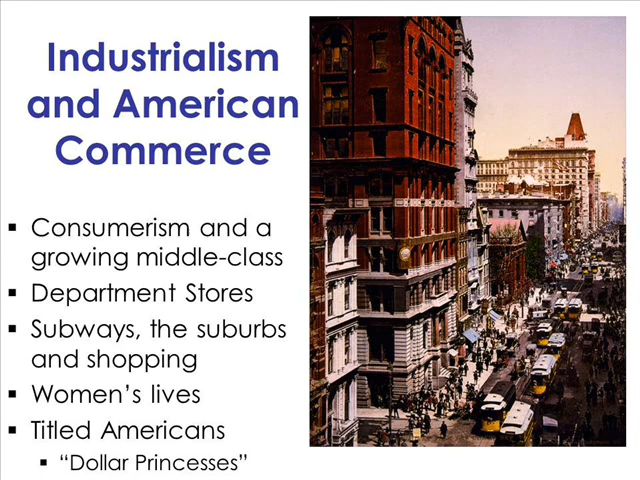 Industrialism
and American
Commerce
▪ Consumerism and a
growing middle-class
▪ Department Stores
▪ Subways, the suburbs
and shopping
▪ Women’s lives
▪ Titled Americans
▪ “Dollar Princesses”